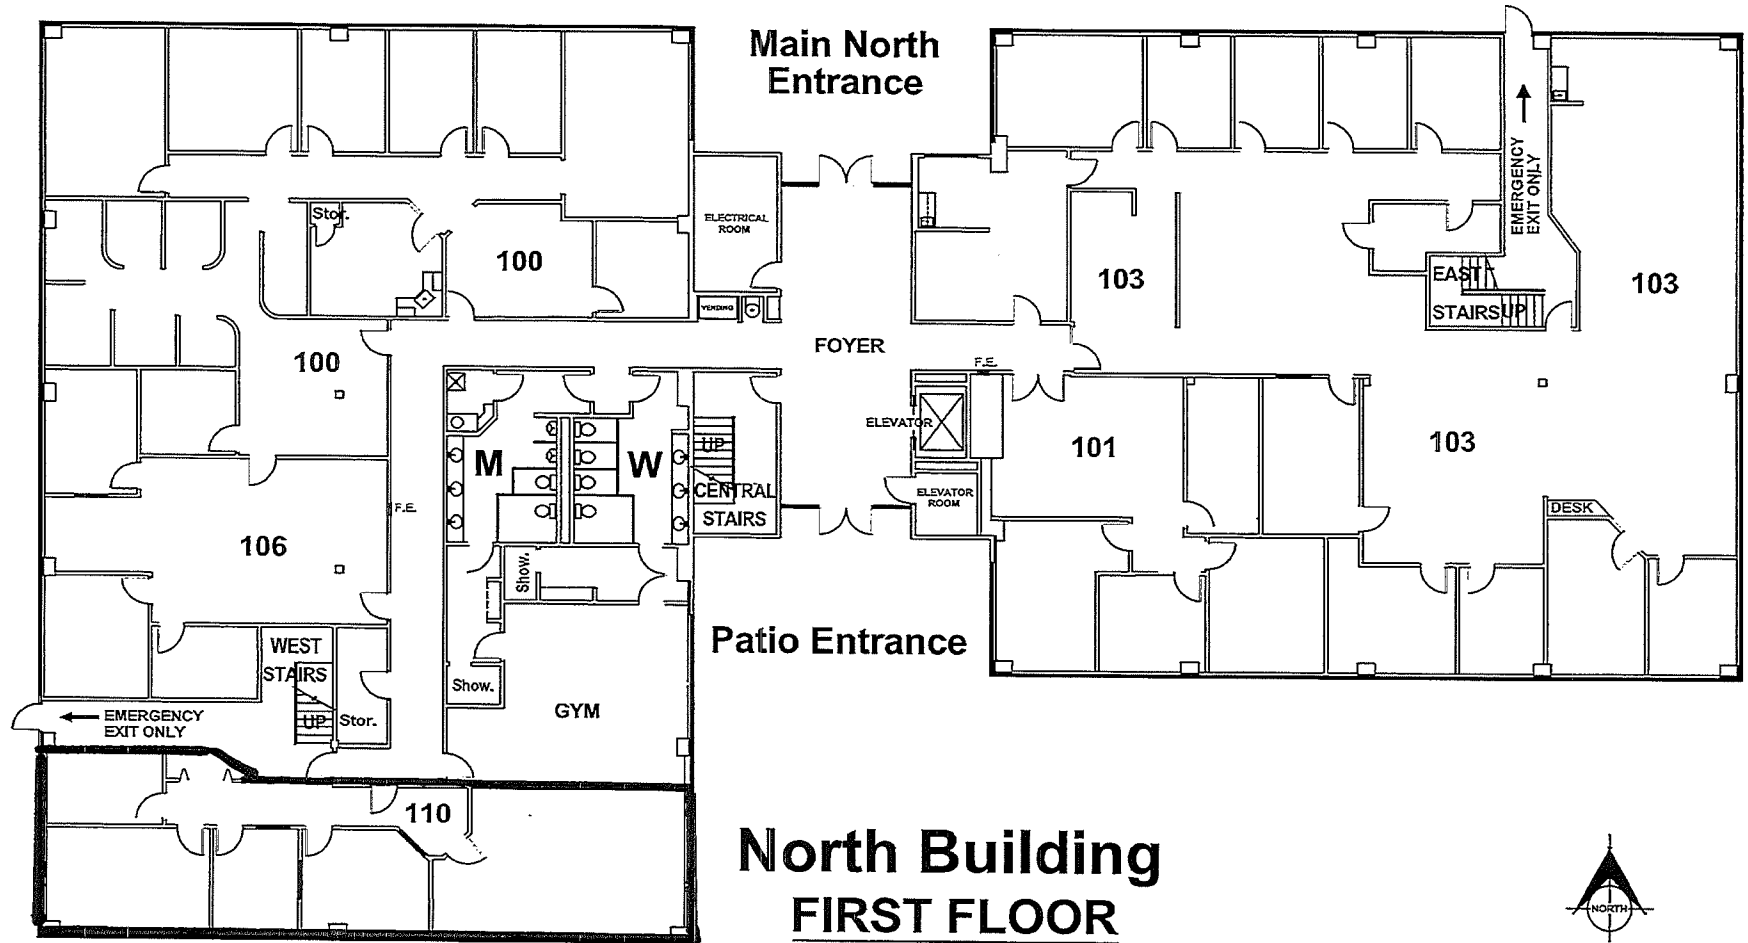 Main North
Entrance
EMERGENCY
EXIT ONLY
Stor.
ELECTRICAL
ROOM
100
103
103
EAST
STAIRS UP
VENDING
FOYER
100
F.E.
ELEVATOR
101
103
UP
M
W
CENTRAL
STAIRS
ELEVATOR
ROOM
F.E.
DESK
106
Show.
WEST
STAIRS
Patio Entrance
Show.
UP
Stor.
GYM
EMERGENCY
EXIT ONLY
110
North Building
FIRST FLOOR
NORTH